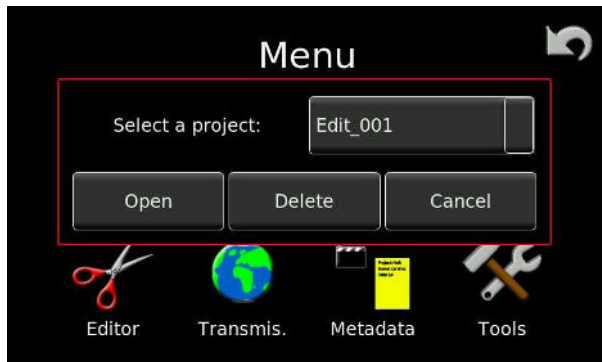 Menu
Select a project: Edit_001
Open Delete Cancel
Editor Transmis. Metadata Tools